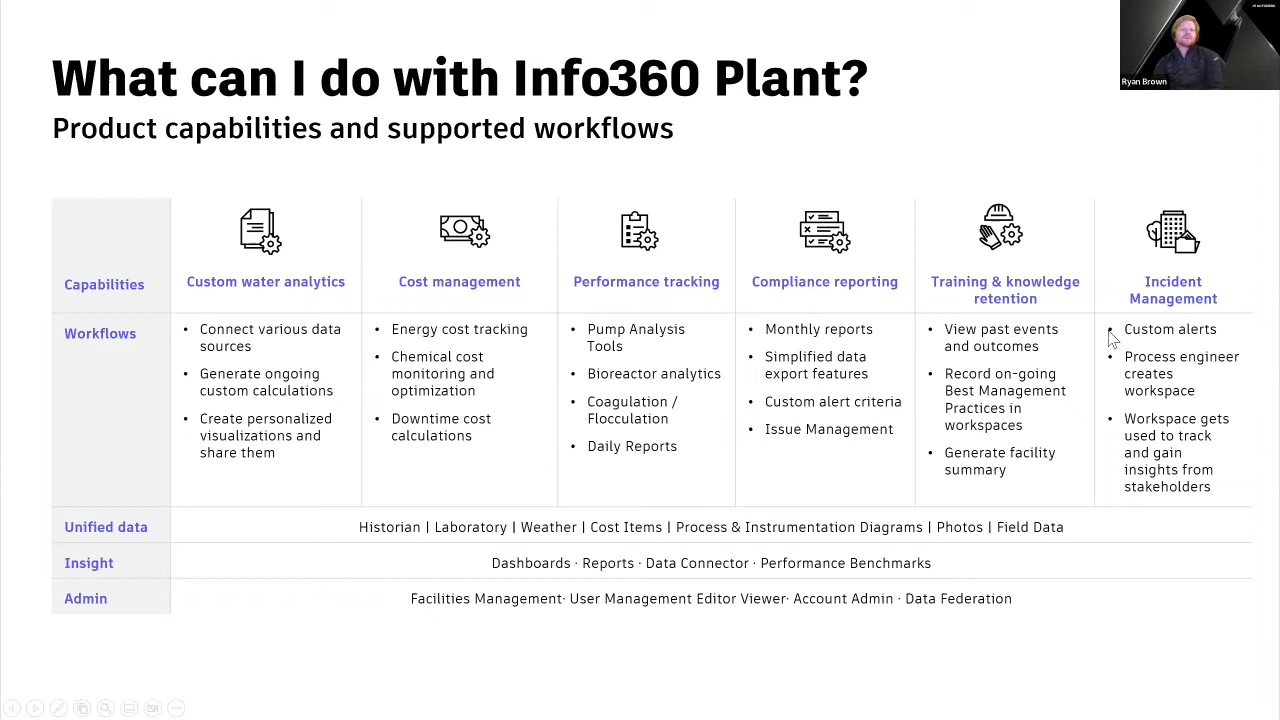 AUTODESK
Ryan Brown
What can I do with Info360 Plant?
Product capabilities and supported workflows
Capabilities
Custom water analytics
Cost management
Performance tracking
Compliance reporting
Training & knowledge
retention
Incident
Management
Workflows
• Connect various data
sources
• Generate ongoing
custom calculations
• Create personalized
visualizations and
share them
• Energy cost tracking
• Chemical cost
monitoring and
optimization
• Downtime cost
calculations
• Pump Analysis
Tools
• Bioreactor analytics
• Coagulation /
Flocculation
• Daily Reports
• Monthly reports
• Simplified data
export features
• Custom alert criteria
• Issue Management
• View past events
and outcomes
• Record on-going
Best Management
Practices in
workspaces
• Generate facility
summary
• Custom alerts
• Process engineer
creates
workspace
• Workspace gets
used to track
and gain
insights from
stakeholders
Unified data
Historian | Laboratory | Weather | Cost Items | Process & Instrumentation Diagrams | Photos | Field Data
Insight
Dashboards · Reports · Data Connector · Performance Benchmarks
Admin
Facilities Management· User Management Editor Viewer· Account Admin · Data Federation